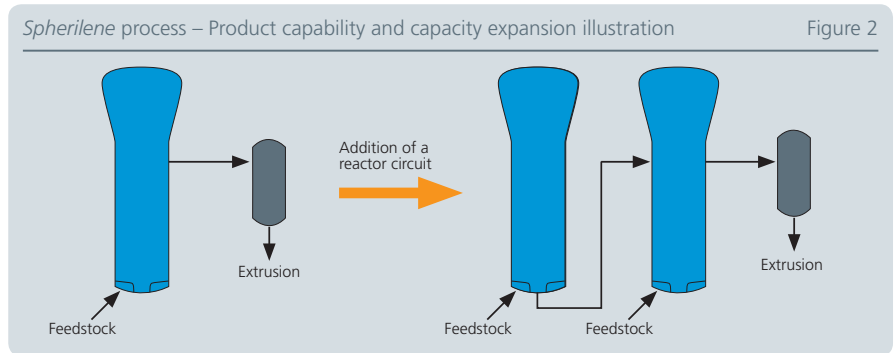 Spherilene process – Product capability and capacity expansion illustration
Figure 2
Addition of a
reactor circuit
Extrusion
Feedstock
Extrusion
Feedstock
Feedstock